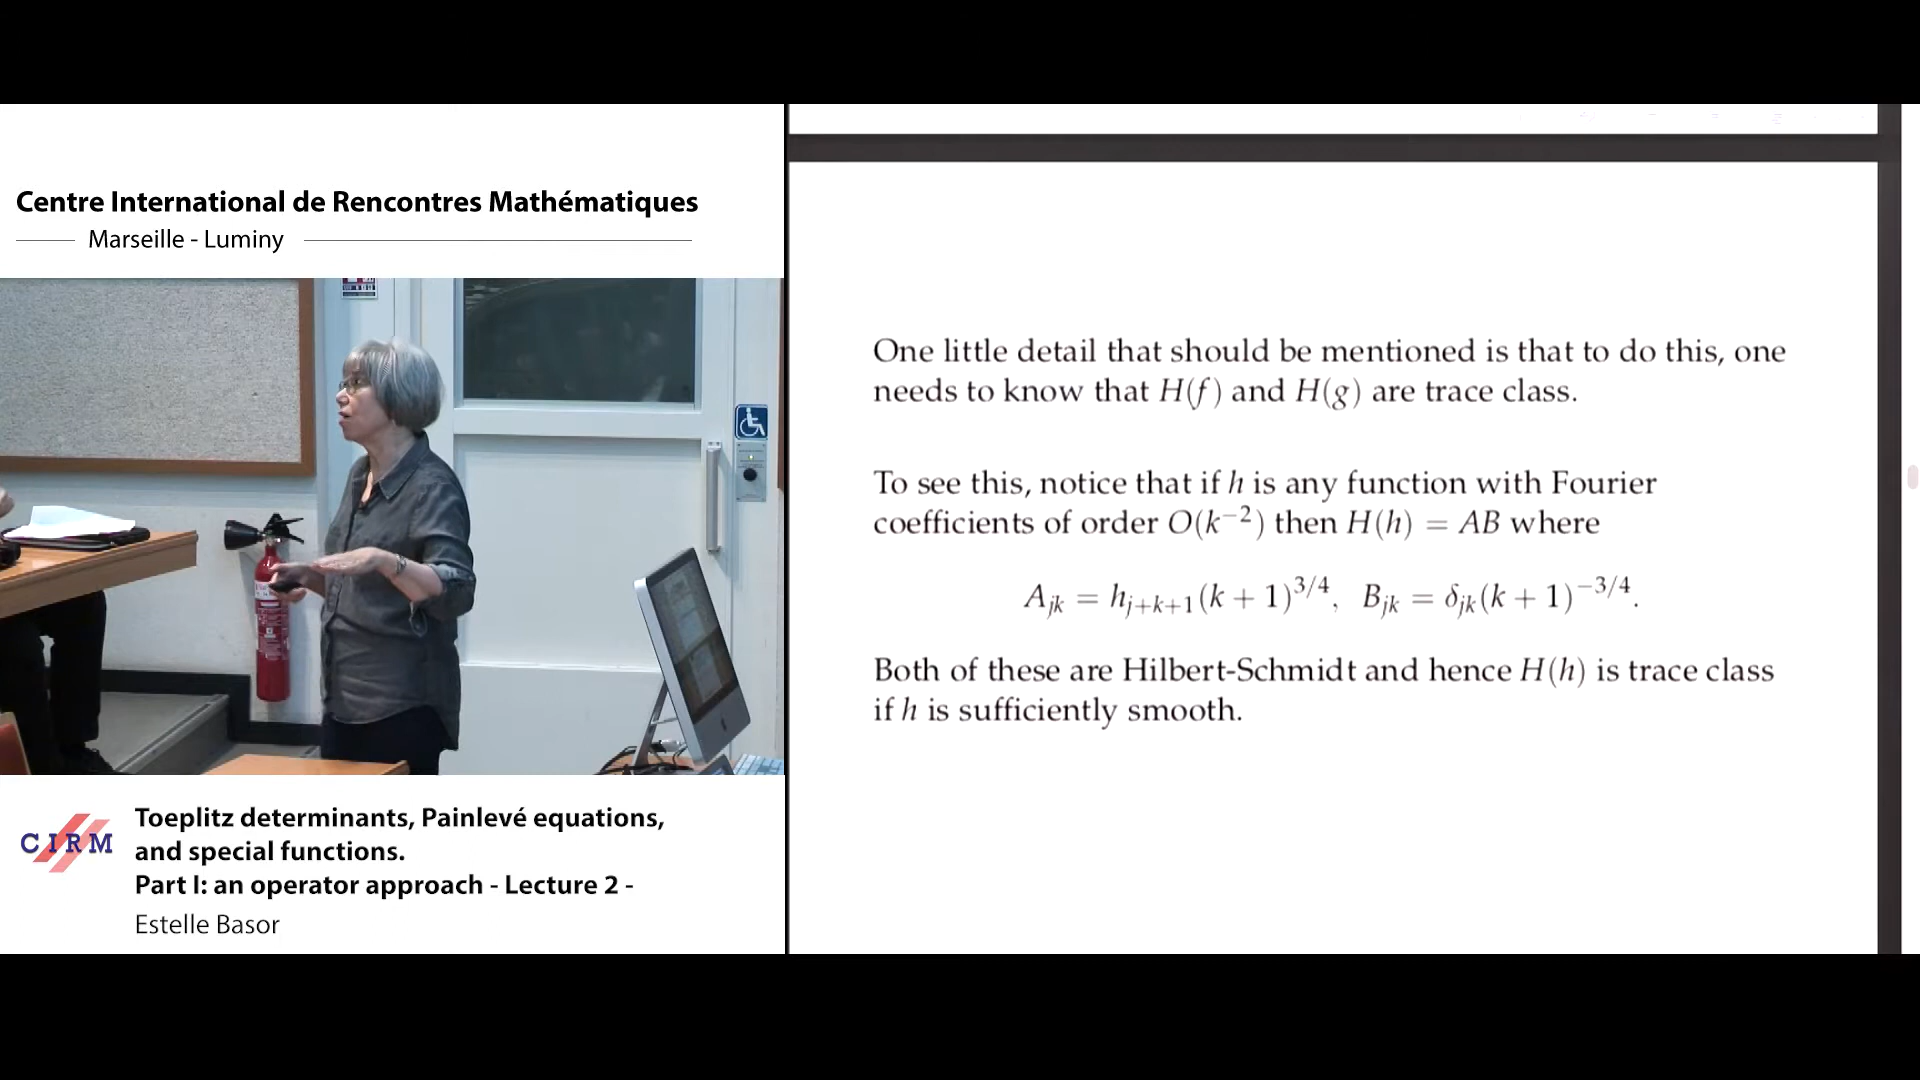 Centre International de Rencontres Mathématiques
Marseille - Luminy
CIRM
Toeplitz determinants, Painlevé equations,
and special functions.
Part I: an operator approach - Lecture 2 -
Estelle Basor
One little detail that should be mentioned is that to do this, one
needs to know that H(f) and H(g) are trace class.
To see this, notice that if h is any function with Fourier
coefficients of order O(k⁻²) then H(h) = AB where
A_{jk} = h_{j+k+1}(k + 1)^{3/4}, B_{jk} = δ_{jk}(k + 1)^{−3/4}.
Both of these are Hilbert-Schmidt and hence H(h) is trace class
if h is sufficiently smooth.